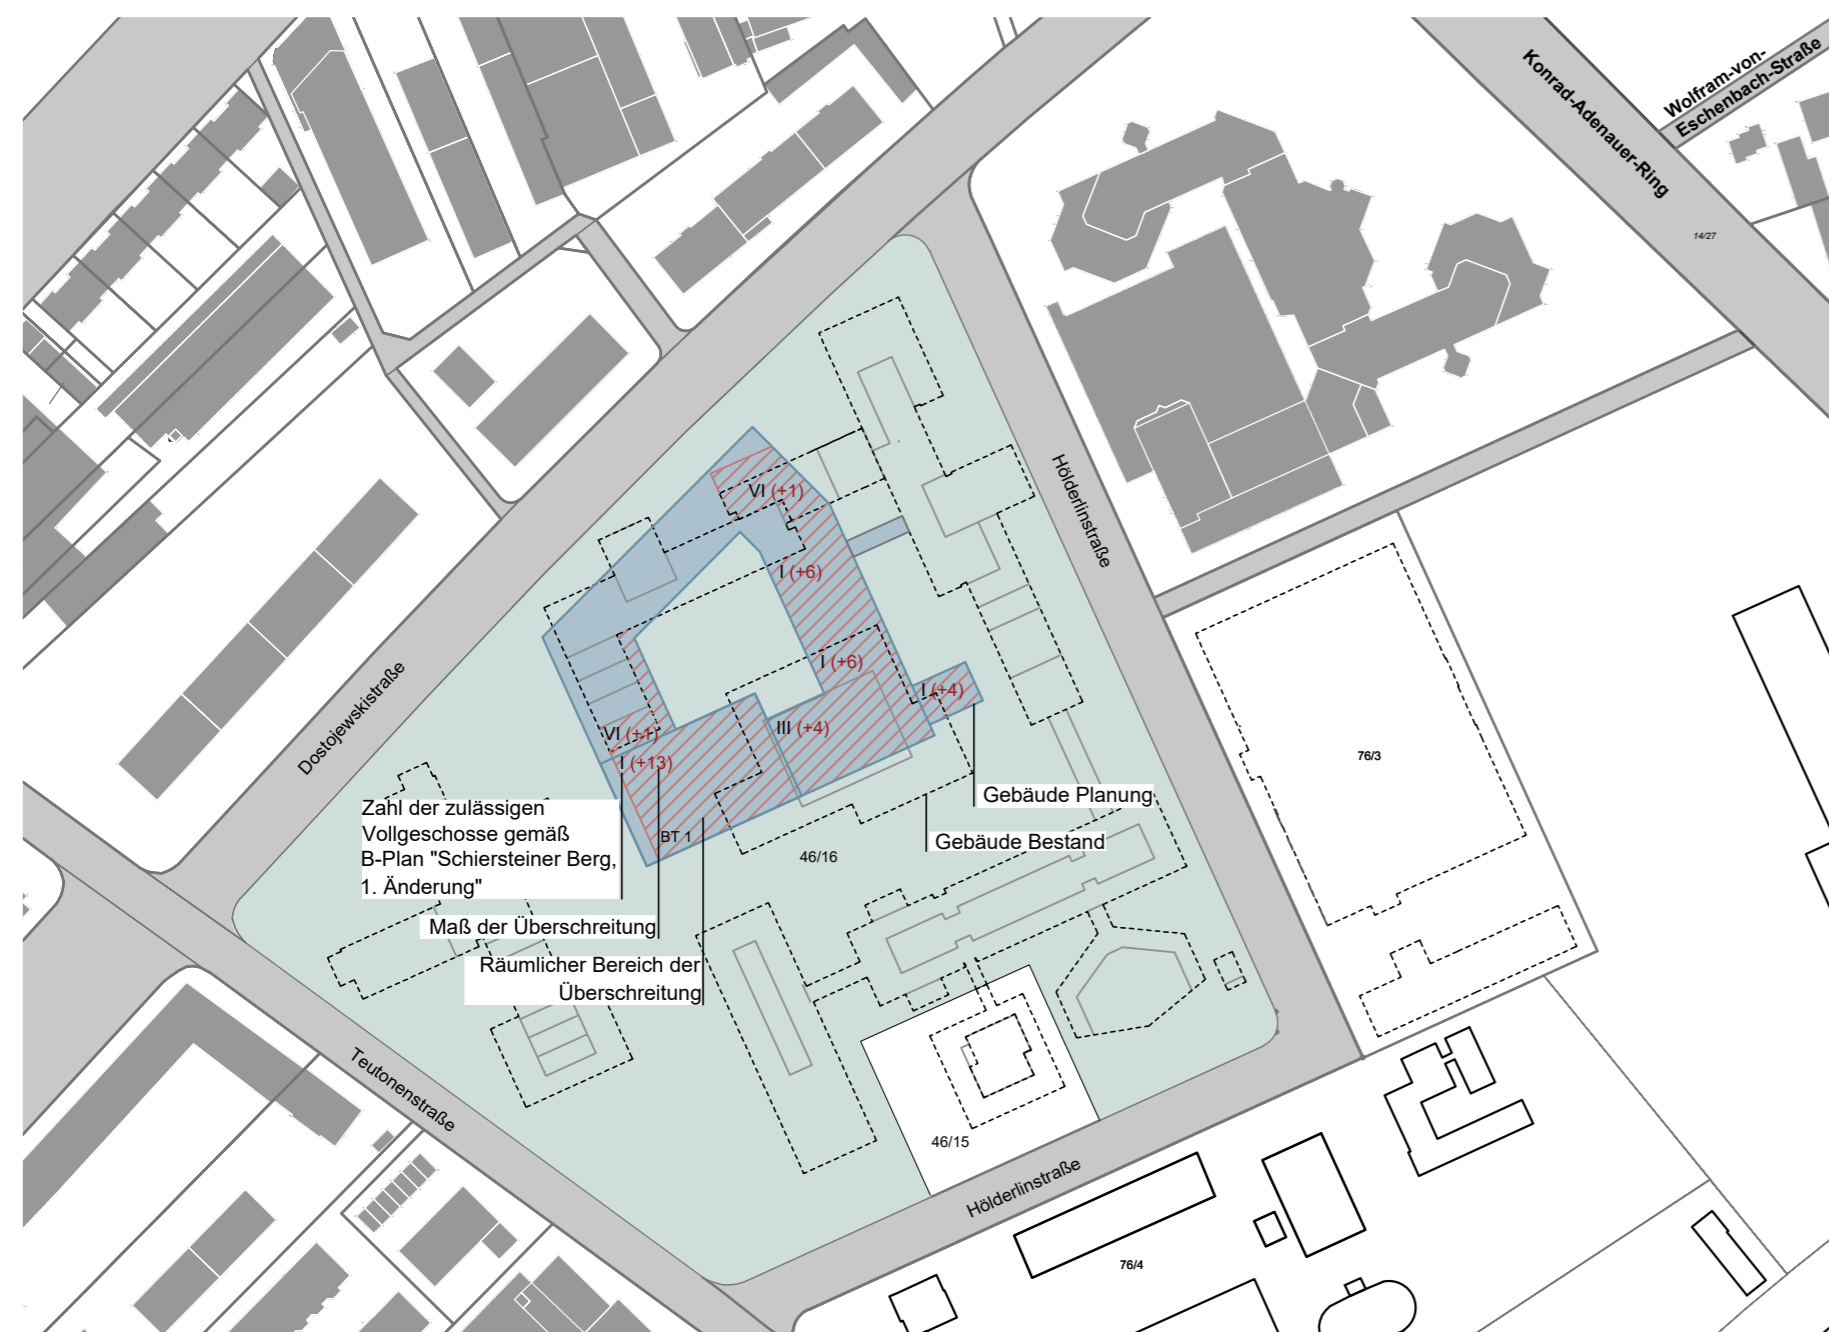 Wolfram-von-
Eschenbach-Straße
Konrad-Adenauer-Ring
14/27
Hölderlinstraße
VI (+1)
I (+6)
I (+6)
I (+4)
III (+4)
VI (+1)
I (+13)
BT 1
Dostojewskistraße
76/3
Gebäude Planung
Gebäude Bestand
46/16
Zahl der zulässigen
Vollgeschosse gemäß
B-Plan "Schiersteiner Berg,
1. Änderung"
Maß der Überschreitung
Räumlicher Bereich der
Überschreitung
Teutonenstraße
46/15
Hölderlinstraße
76/4